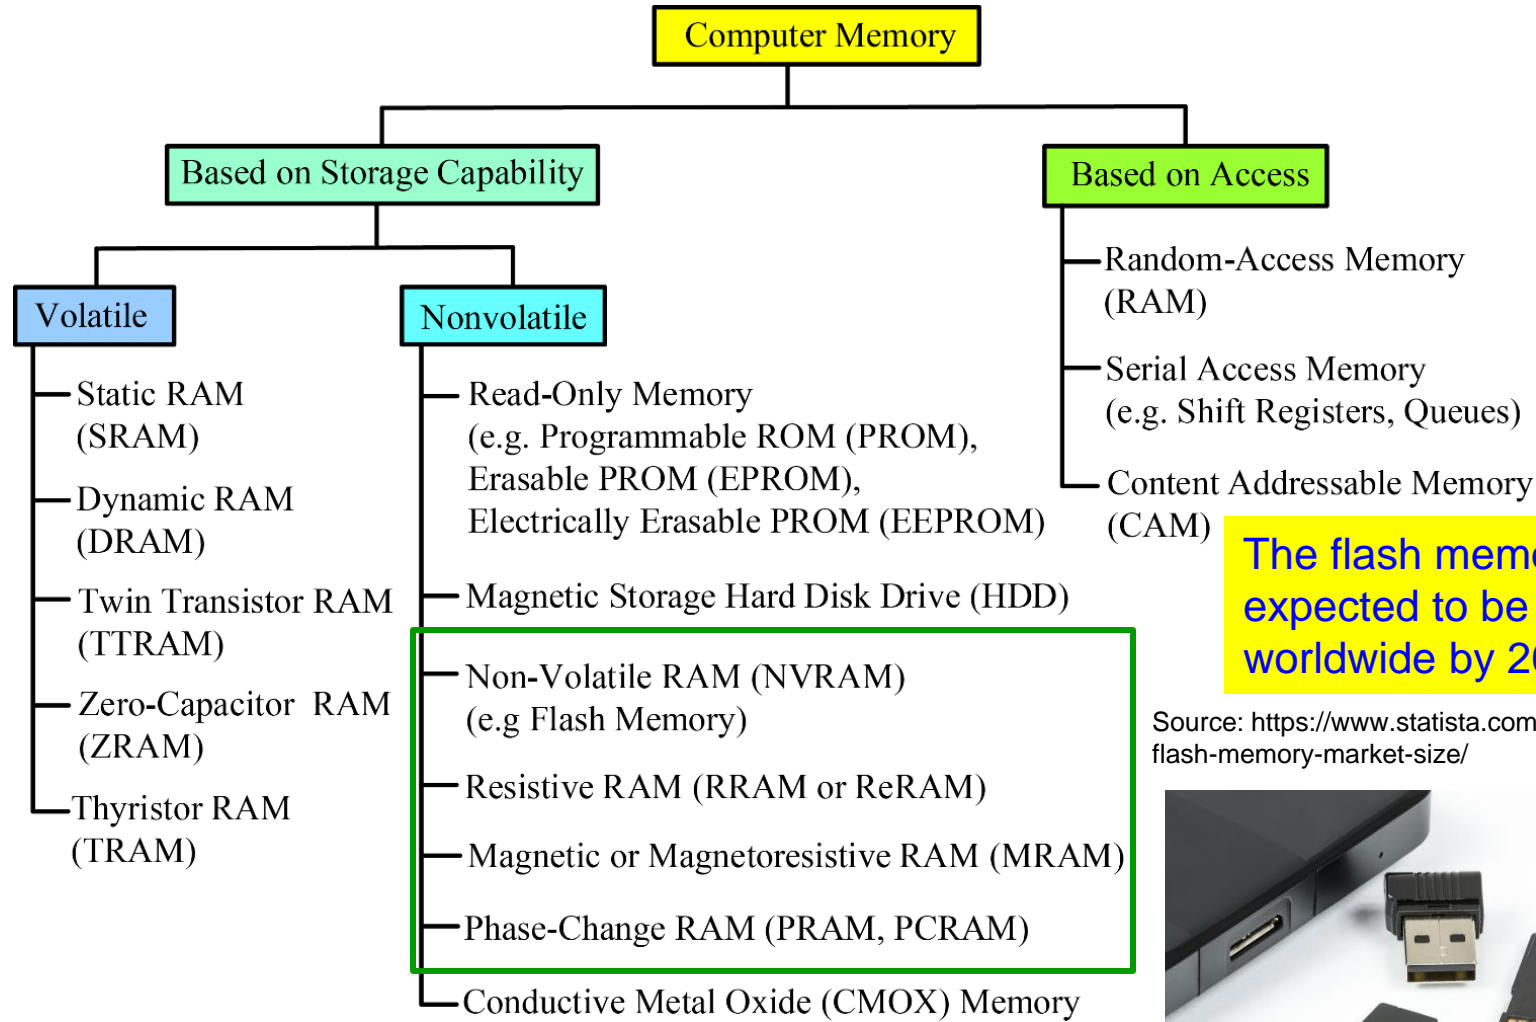 Computer Memory
Based on Storage Capability
Based on Access
Volatile
Nonvolatile
Static RAM
(SRAM)
Dynamic RAM
(DRAM)
Twin Transistor RAM
(TTRAM)
Zero-Capacitor RAM
(ZRAM)
Thyristor RAM
(TRAM)
Read-Only Memory
(e.g. Programmable ROM (PROM),
Erasable PROM (EPROM),
Electrically Erasable PROM (EEPROM)
Magnetic Storage Hard Disk Drive (HDD)
Non-Volatile RAM (NVRAM)
(e.g Flash Memory)
Resistive RAM (RRAM or ReRAM)
Magnetic or Magnetoresistive RAM (MRAM)
Phase-Change RAM (PRAM, PCRAM)
Conductive Metal Oxide (CMOX) Memory
Random-Access Memory
(RAM)
Serial Access Memory
(e.g. Shift Registers, Queues)
Content Addressable Memory
(CAM)
The flash
expected to be
worldwide by
Source: https://www.statista.com
flash-memory-market-size/